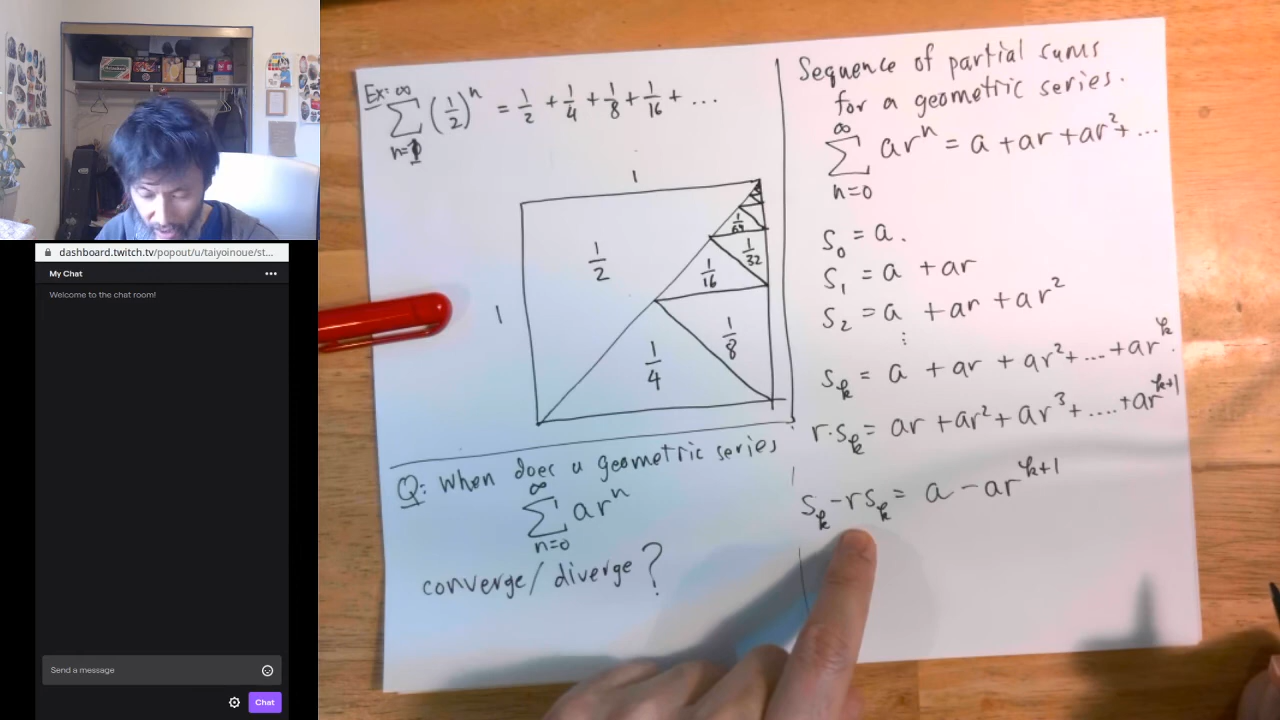 dashboard.twitch.tv/popout/u/taiyoinoue/st...
My Chat
Welcome to the chat room!
Send a message
Chat
Ex: ∞
∑ (1/2)^n = 1/2 + 1/4 + 1/8 + 1/16 + ...
n=1
1
1
1/2
1/4
1/8
1/16
1/32
1/64
Q: When does a geometric series
∞
∑ ar^n
n=0
converge/diverge?
Sequence of partial sums
for a geometric series.
∞
∑ ar^n = a + ar + ar^2 + ...
n=0
S_0 = a.
S_1 = a + ar
S_2 = a + ar + ar^2
⋮
S_k = a + ar + ar^2 + ... + ar^k.
r·S_k = ar + ar^2 + ar^3 + .... + ar^{k+1}
S_k - rS_k = a - ar^{k+1}